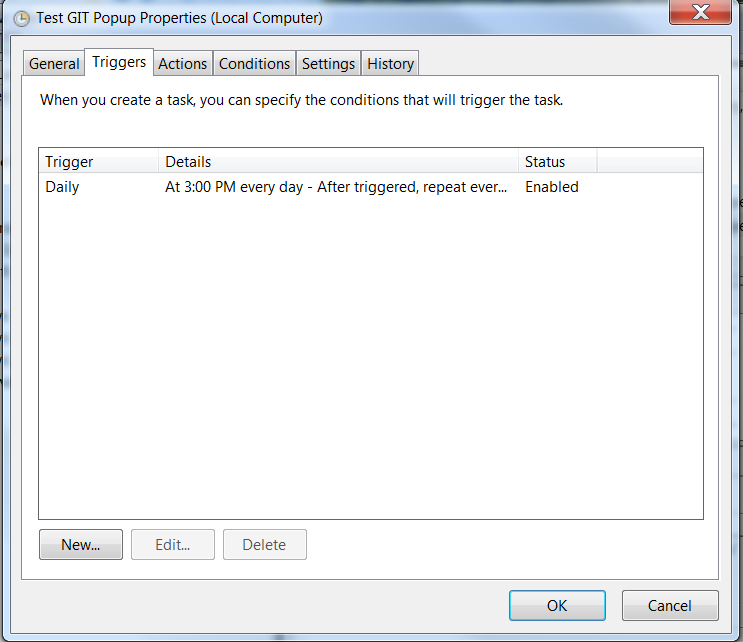 Test GIT Popup Properties (Local Computer)
General Triggers Actions Conditions Settings History
When you create a task, you can specify the conditions that will trigger the task.
Trigger Details Status
Daily At 3:00 PM every day - After triggered, repeat ever... Enabled
New... Edit... Delete
OK Cancel